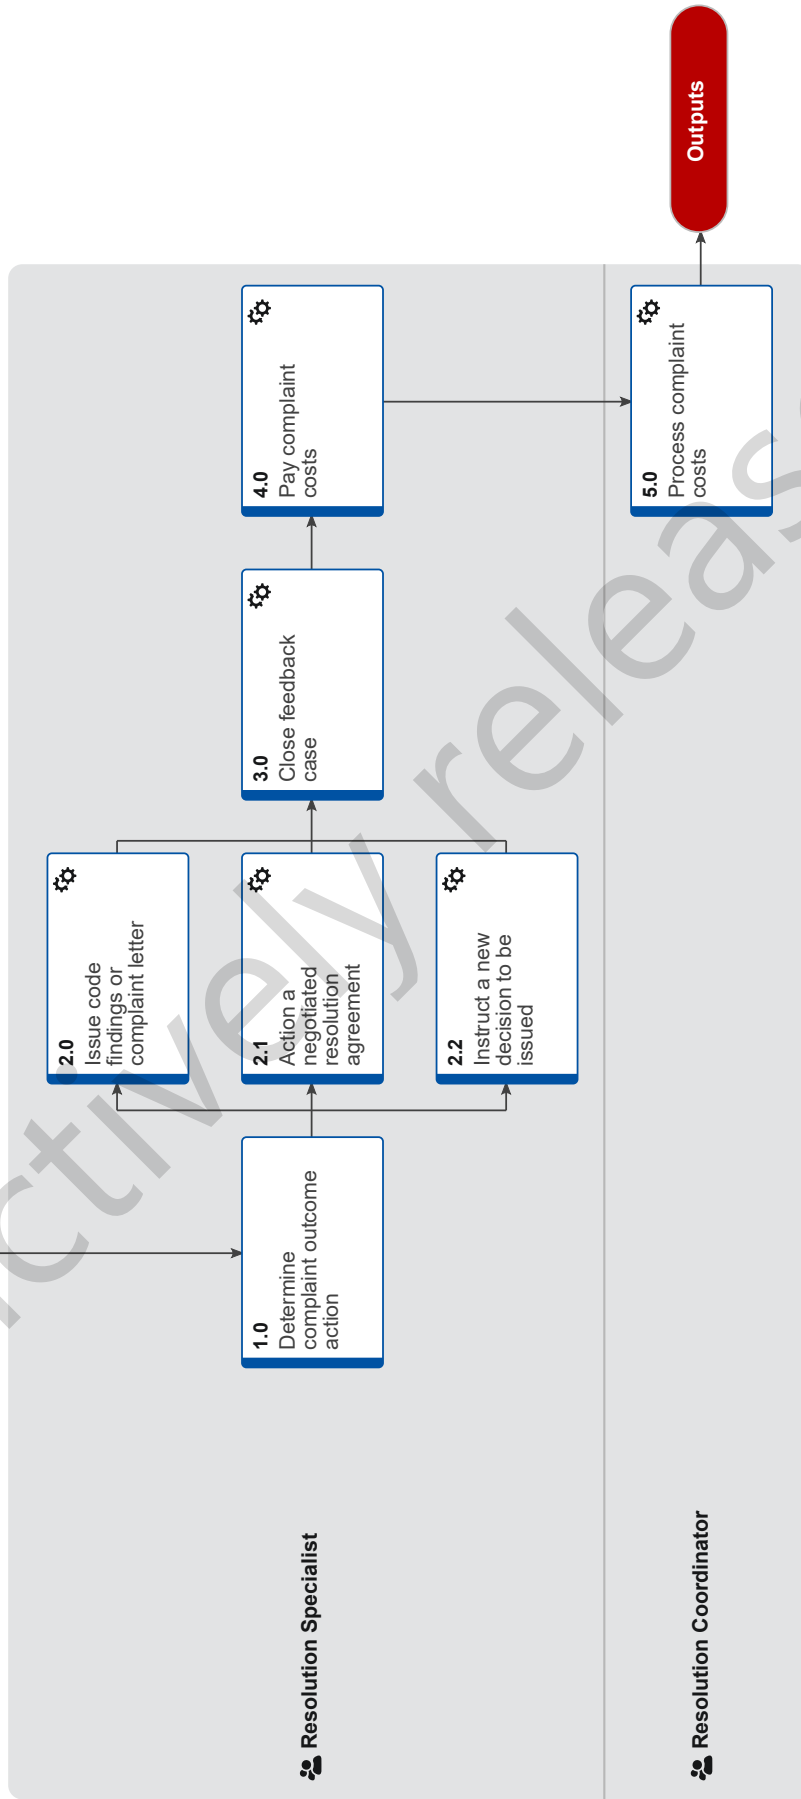 Resolution Specialist
1.0
Determine
complaint outcome
action
2.0
Issue code
findings or
complaint letter
2.1
Action a
negotiated
resolution
agreement
2.2
Instruct a new
decision to be
issued
3.0
Close feedback
case
4.0
Pay complaint
costs
Resolution Coordinator
5.0
Process complaint
costs
Outputs
ctively releas